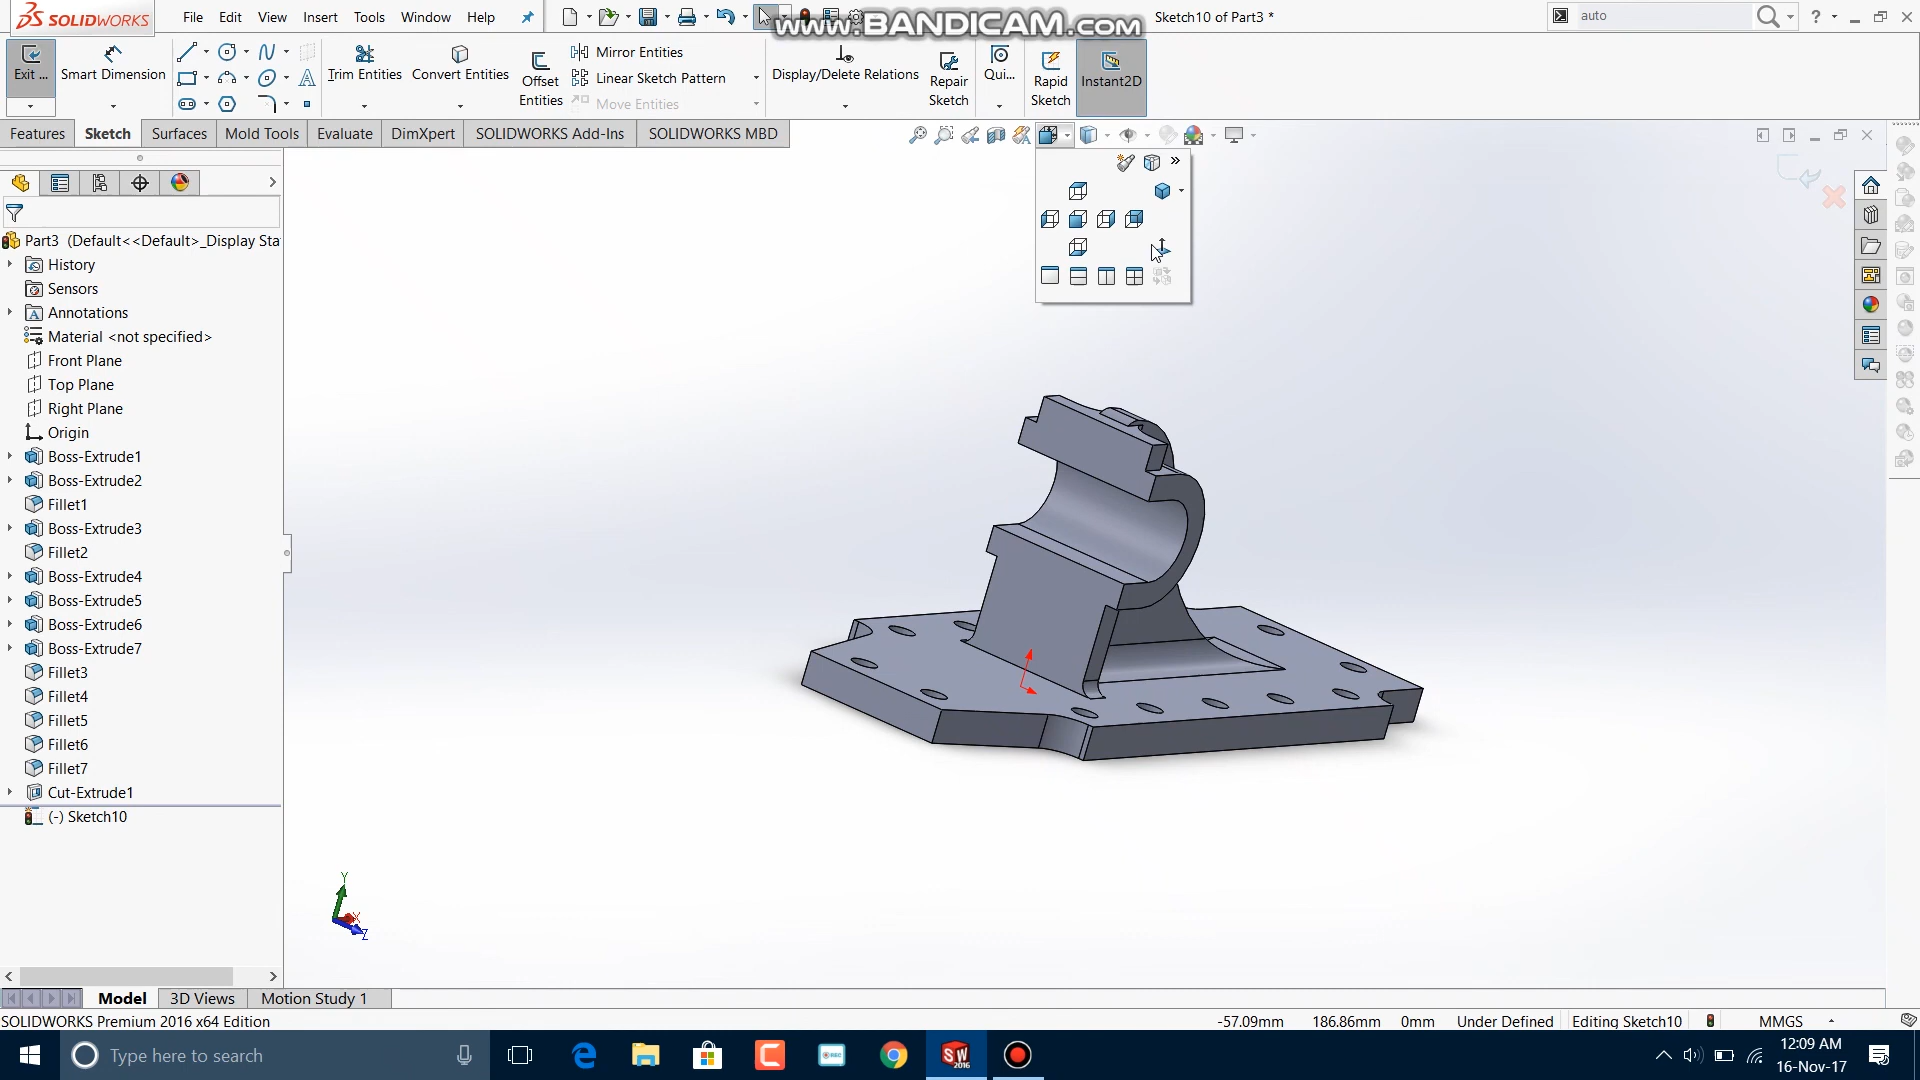 SOLIDWORKS
File Edit View Insert Tools Window Help
www.BANDICAM.com
Sketch10 of Part3 *
auto
?
Exit ...
Smart Dimension
Trim Entities
Convert Entities
Offset Entities
Mirror Entities
Linear Sketch Pattern
Move Entities
Display/Delete Relations
Repair Sketch
Qui...
Rapid Sketch
Instant2D
Features Sketch Surfaces Mold Tools Evaluate DimXpert SOLIDWORKS Add-Ins SOLIDWORKS MBD
Part3 (Default<<Default>_Display Sta
History
Sensors
Annotations
Material <not specified>
Front Plane
Top Plane
Right Plane
Origin
Boss-Extrude1
Boss-Extrude2
Fillet1
Boss-Extrude3
Fillet2
Boss-Extrude4
Boss-Extrude5
Boss-Extrude6
Boss-Extrude7
Fillet3
Fillet4
Fillet5
Fillet6
Fillet7
Cut-Extrude1
(-) Sketch10
Y
X
Z
Model 3D Views Motion Study 1
SOLIDWORKS Premium 2016 x64 Edition
-57.09mm 186.86mm 0mm Under Defined Editing Sketch10 MMGS
Type here to search
REC
SW
2016
12:09 AM
16-Nov-17